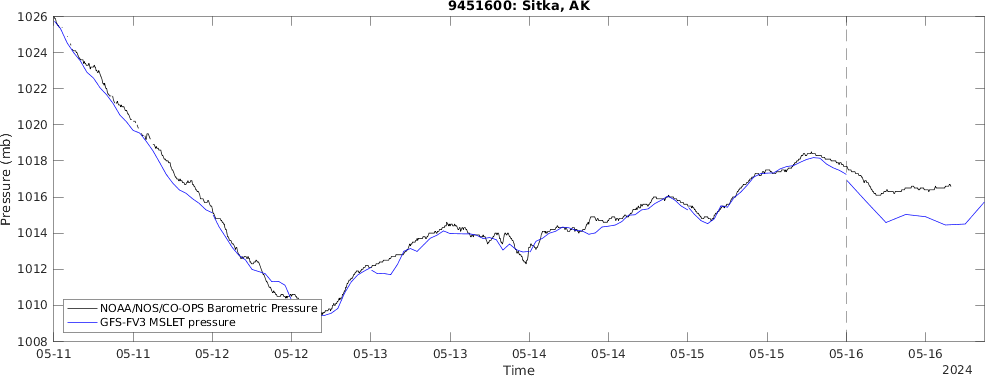 9451600: Sitka, AK
1026
1024
1022
1020
1018
1016
1014
1012
1010
1008
Pressure (mb)
NOAA/NOS/CO-OPS Barometric Pressure
GFS-FV3 MSLET pressure
05-11 05-11 05-12 05-12 05-13 05-13 05-14 05-14 05-15 05-15 05-16 05-16
Time
2024